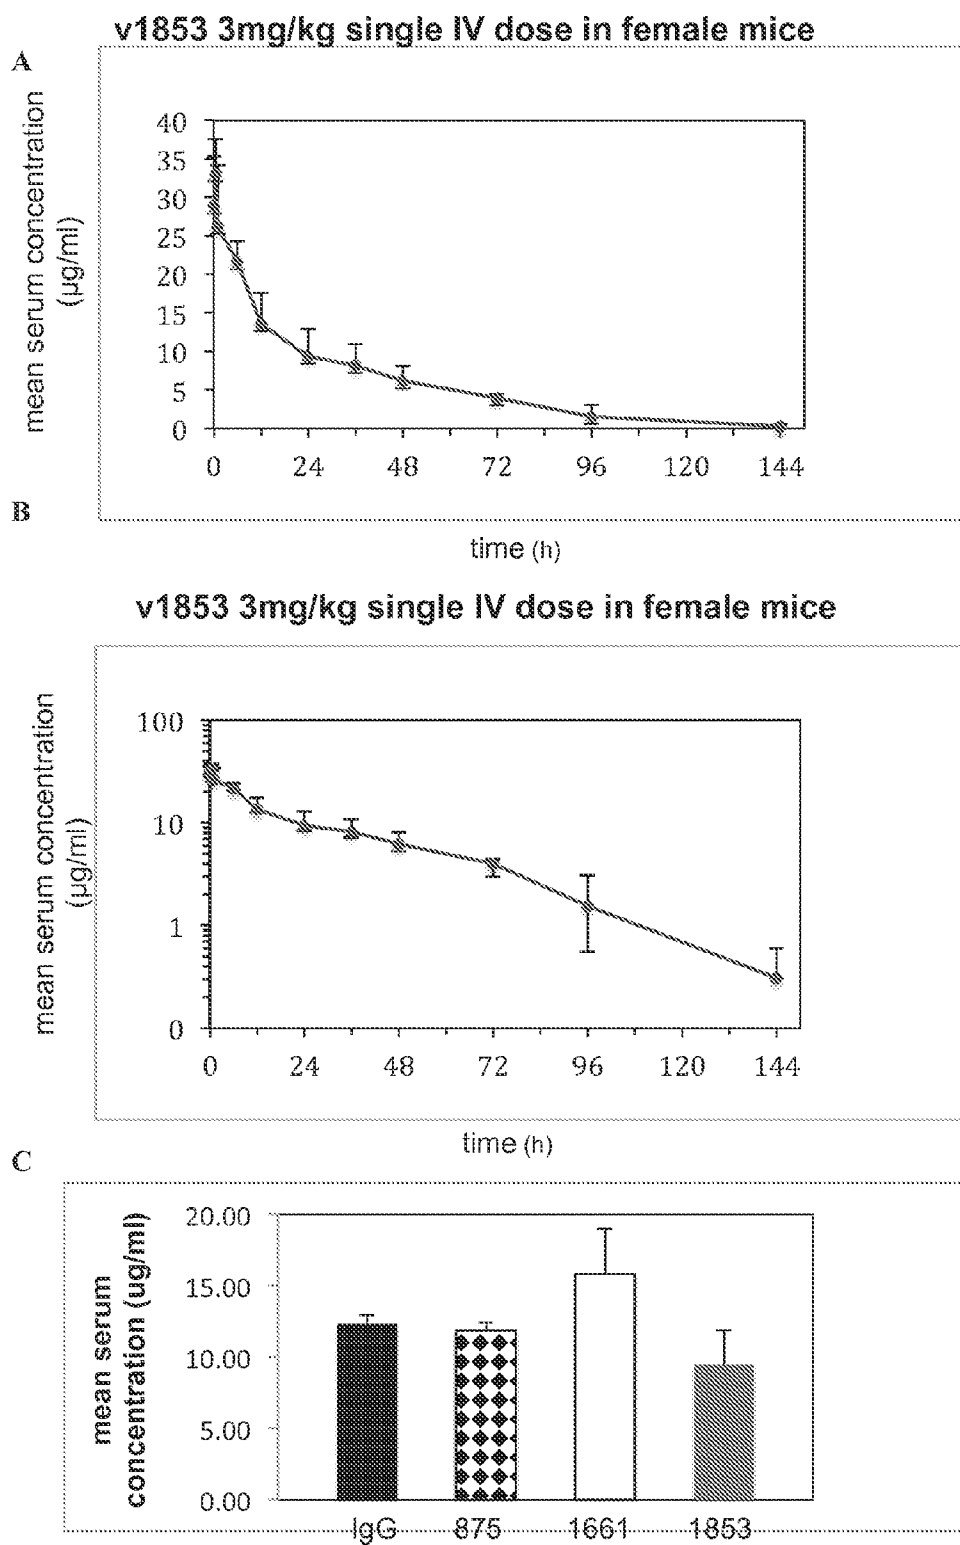 v1853 3mg/kg single IV dose in female mice
A
mean serum concentration
(µg/ml)
40
35
30
25
20
15
10
5
0
0 24 48 72 96 120 144
B
time (h)
v1853 3mg/kg single IV dose in female mice
mean serum concentration
(µg/ml)
100
10
1
0
0 24 48 72 96 120 144
time (h)
C
mean serum
concentration (ug/ml)
20.00
15.00
10.00
5.00
0.00
IgG 875 1661 1853